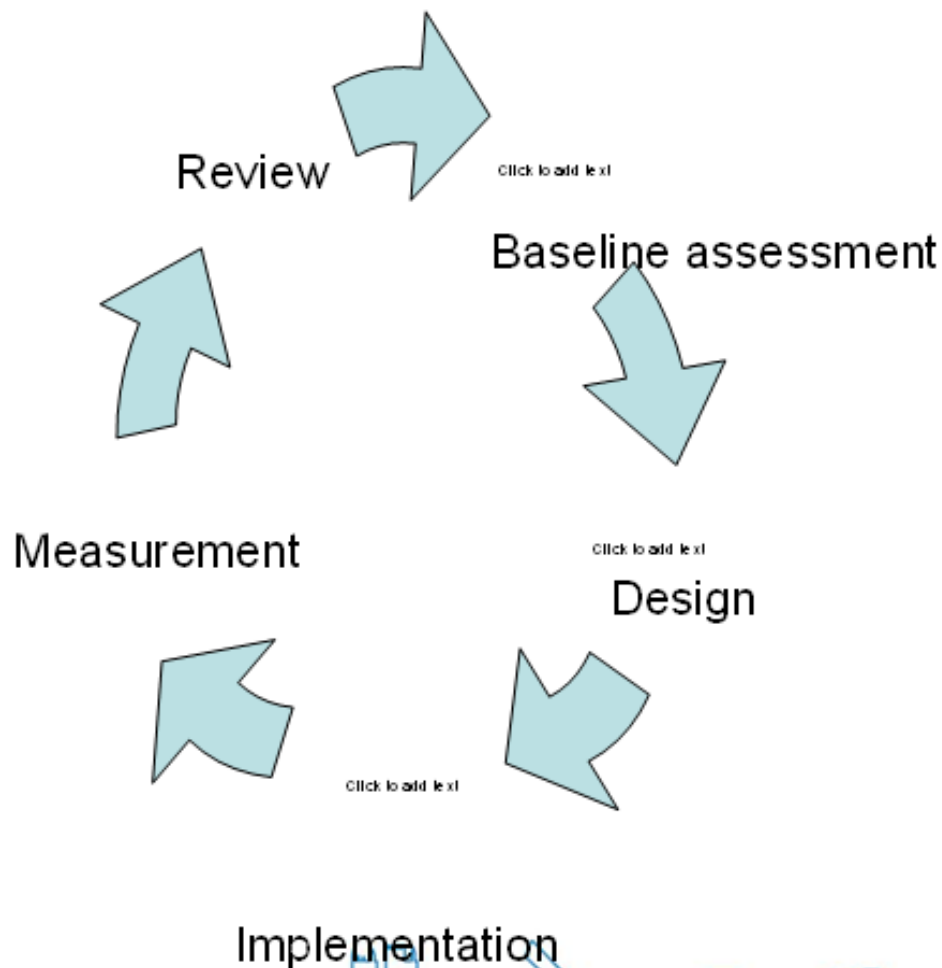 Review
Click to add text
Baseline assessment
Measurement
Click to add text
Design
Click to add text
Implementation